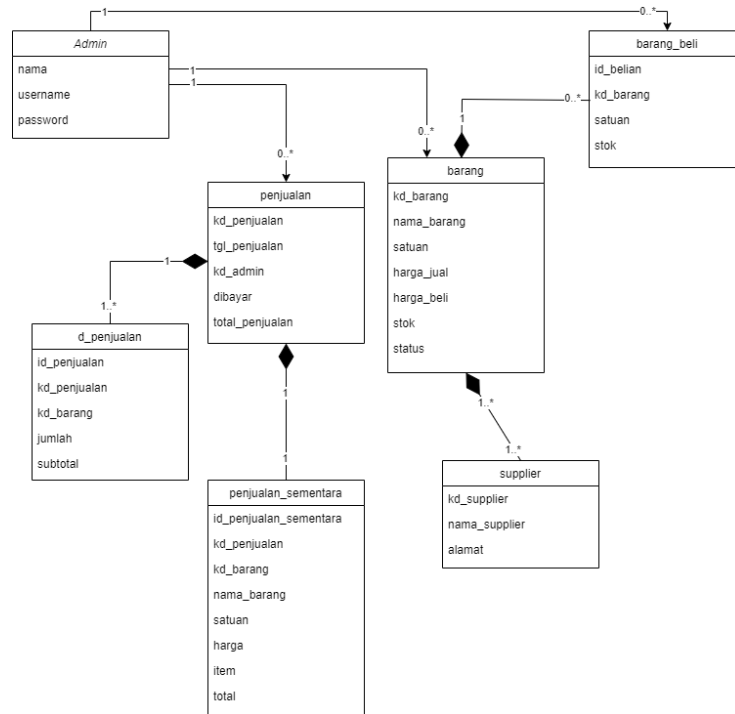 1
0..*
Admin
nama
username
password
barang_beli
id_belian
kd_barang
satuan
stok
1
1
0..*
0..*
1
0..*
penjualan
kd_penjualan
tgl_penjualan
kd_admin
dibayar
total_penjualan
barang
kd_barang
nama_barang
satuan
harga_jual
harga_beli
stok
status
1
1..*
d_penjualan
id_penjualan
kd_penjualan
kd_barang
jumlah
subtotal
1
1
1..*
1..*
penjualan_sementara
id_penjualan_sementara
kd_penjualan
kd_barang
nama_barang
satuan
harga
item
total
supplier
kd_supplier
nama_supplier
alamat